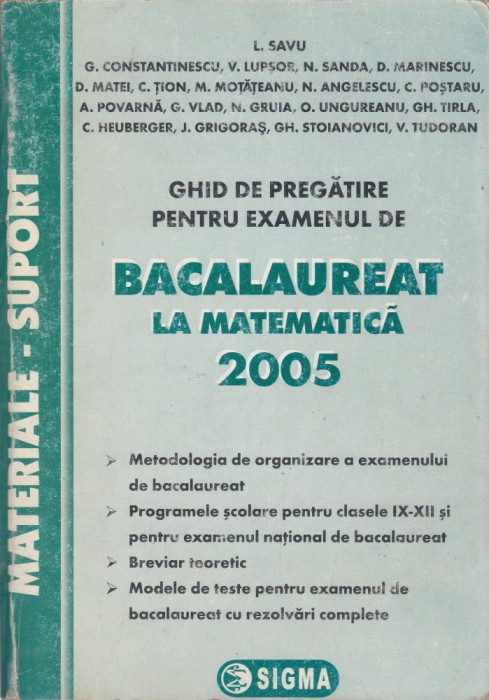 L. SAVU
G. CONSTANTINESCU, V. LUPȘOR, N. SANDA, D. MARINESCU,
D. MATEI, C. ȚION, M. MOTĂȚEANU, N. ANGELESCU, C. POȘTARU,
A. POVARNĂ, G. VLAD, N. GRUIA, O. UNGUREANU, GH. TIRLA,
C. HEUBERGER, J. GRIGORAȘ, GH. STOIANOVICI, V. TUDORAN
MATERIALE - SUPORT
GHID DE PREGĂTIRE
PENTRU EXAMENUL DE
BACALAUREAT
LA MATEMATICĂ
2005
➢ Metodologia de organizare a examenului
de bacalaureat
➢ Programele școlare pentru clasele IX-XII și
pentru examenul național de bacalaureat
➢ Breviar teoretic
➢ Modele de teste pentru examenul de
bacalaureat cu rezolvări complete
SIGMA